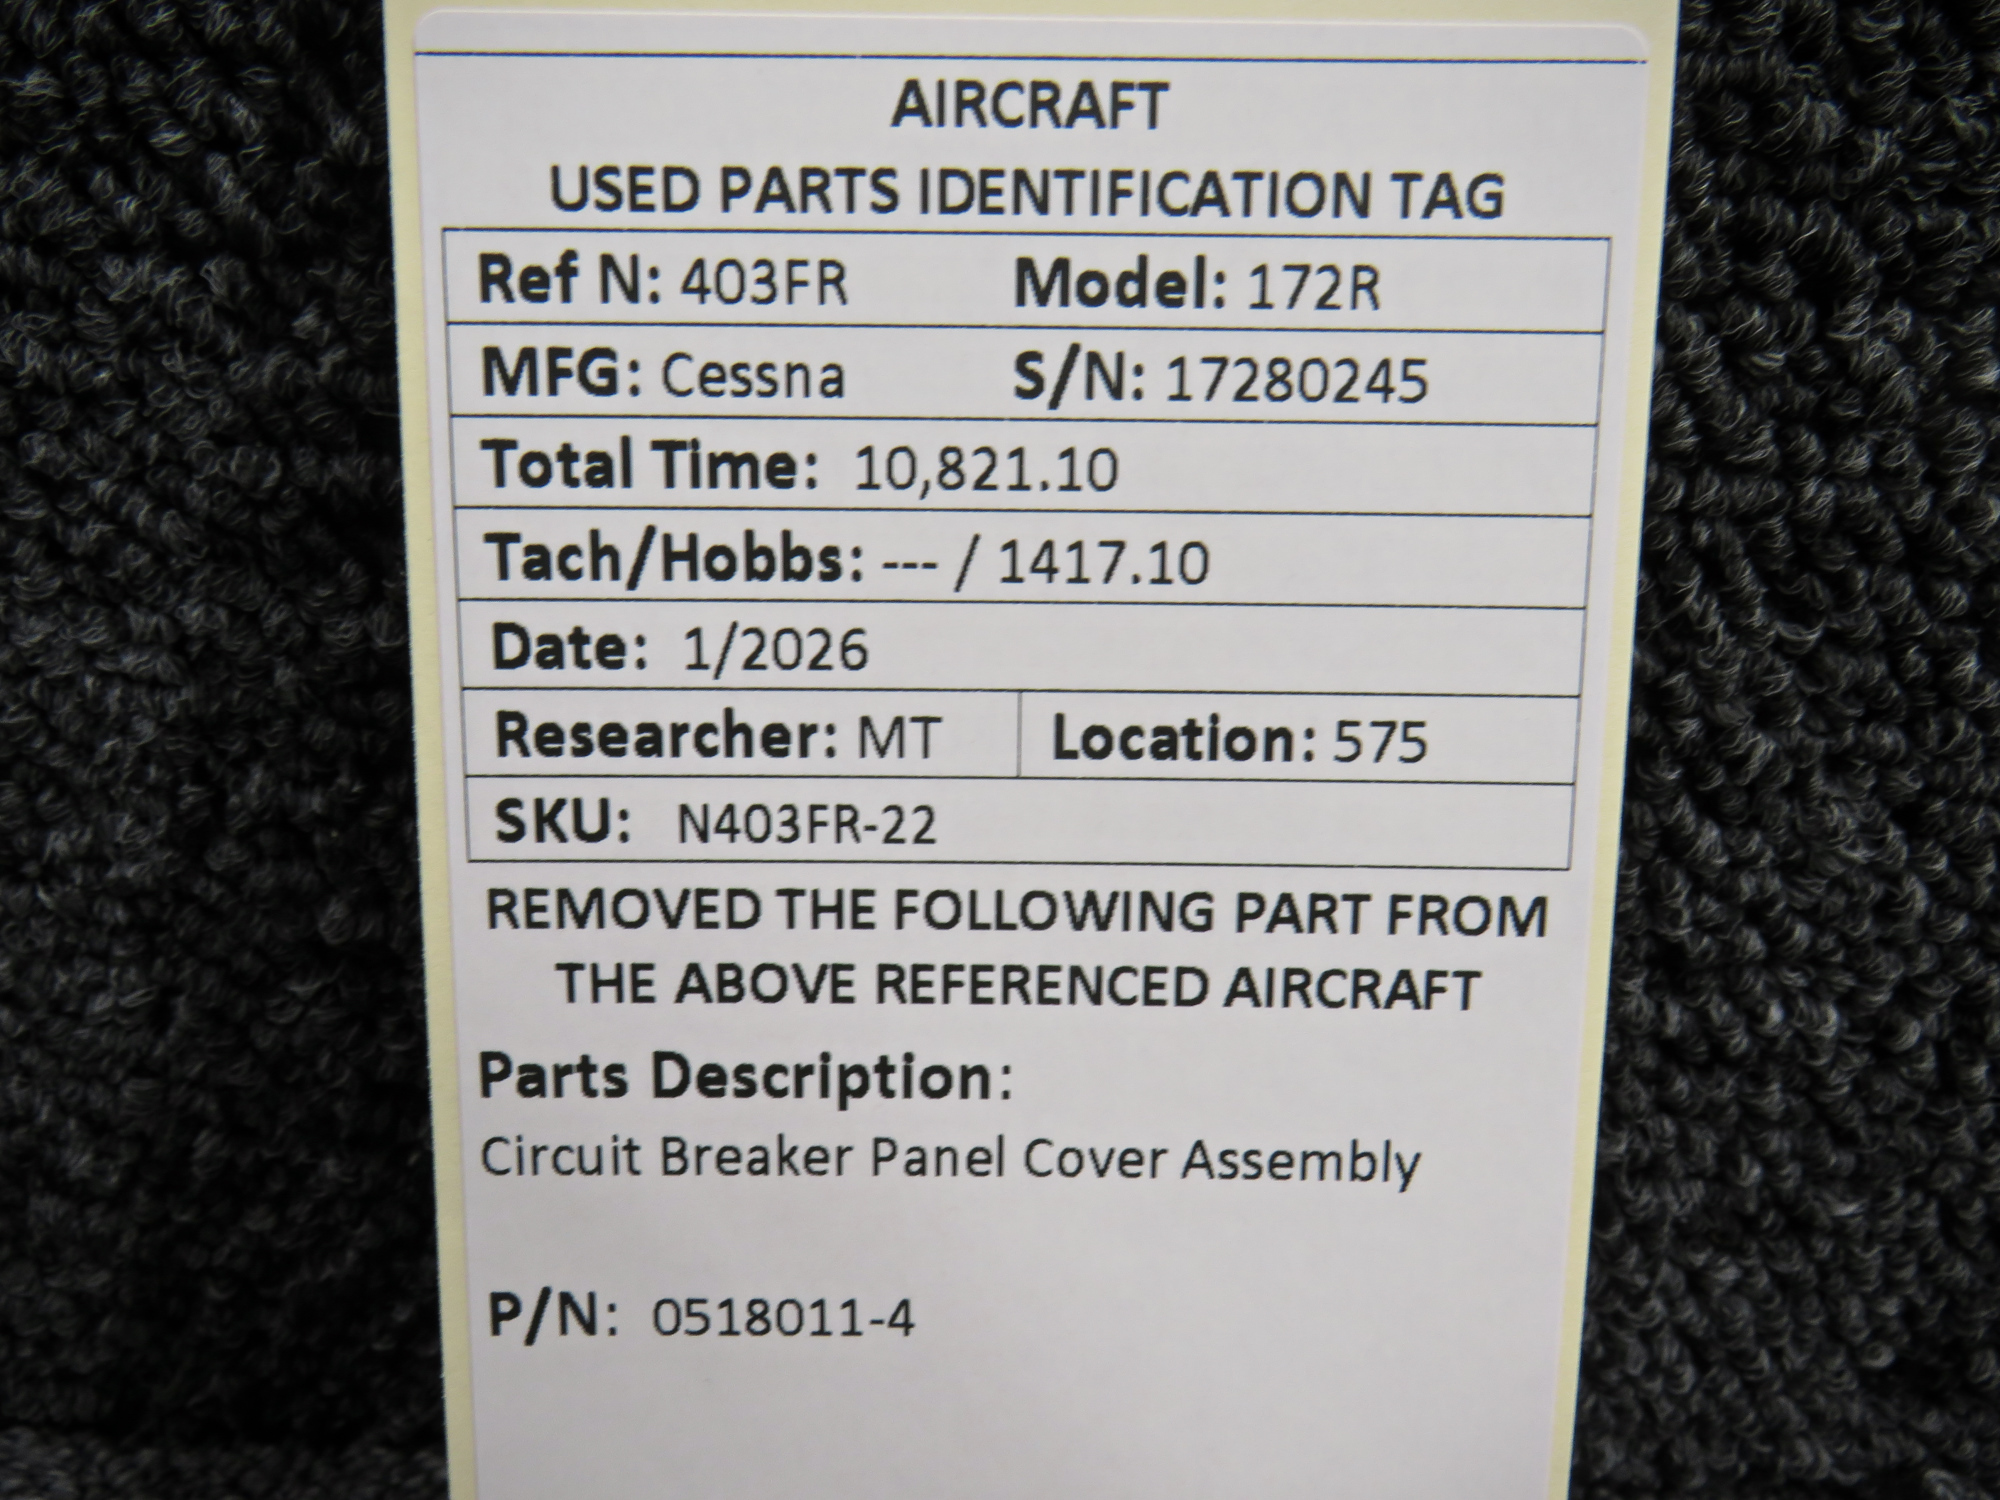 AIRCRAFT
USED PARTS IDENTIFICATION TAG
Ref N: 403FR Model: 172R
MFG: Cessna S/N: 17280245
Total Time: 10,821.10
Tach/Hobbs: --- / 1417.10
Date: 1/2026
Researcher: MT Location: 575
SKU: N403FR-22
REMOVED THE FOLLOWING PART FROM
THE ABOVE REFERENCED AIRCRAFT
Parts Description:
Circuit Breaker Panel Cover Assembly
P/N: 0518011-4